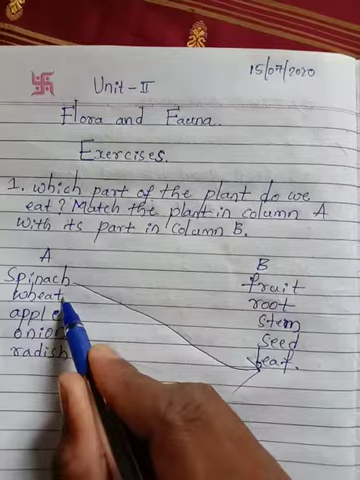 15/07/2020
Unit-II
Flora and Fauna.
Exercises.
1. which part of the plant do we
eat? Match the plant in column A
with its part in column B.
A B
Spinach fruit
wheat root
apple stem
onion seed
radish leaf.